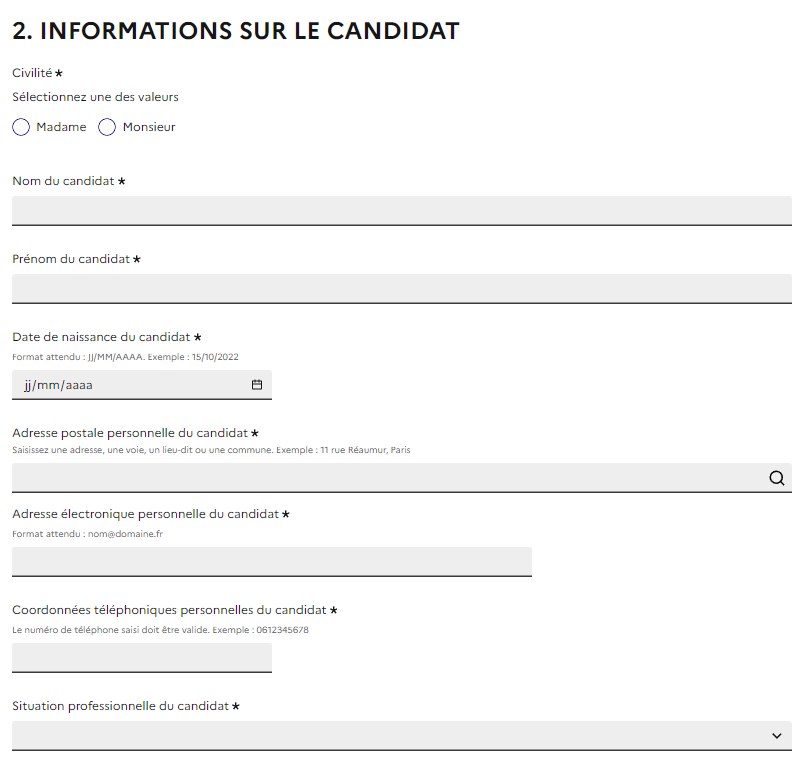 2. INFORMATIONS SUR LE CANDIDAT
Civilité *
Sélectionnez une des valeurs
Madame Monsieur
Nom du candidat *
Prénom du candidat *
Date de naissance du candidat *
Format attendu : JJ/MM/AAAA. Exemple : 15/10/2022
jj/mm/aaaa
Adresse postale personnelle du candidat *
Saisissez une adresse, une voie, un lieu-dit ou une commune. Exemple : 11 rue Réaumur, Paris
Adresse électronique personnelle du candidat *
Format attendu : nom@domaine.fr
Coordonnées téléphoniques personnelles du candidat *
Le numéro de téléphone saisi doit être valide. Exemple : 0612345678
Situation professionnelle du candidat *